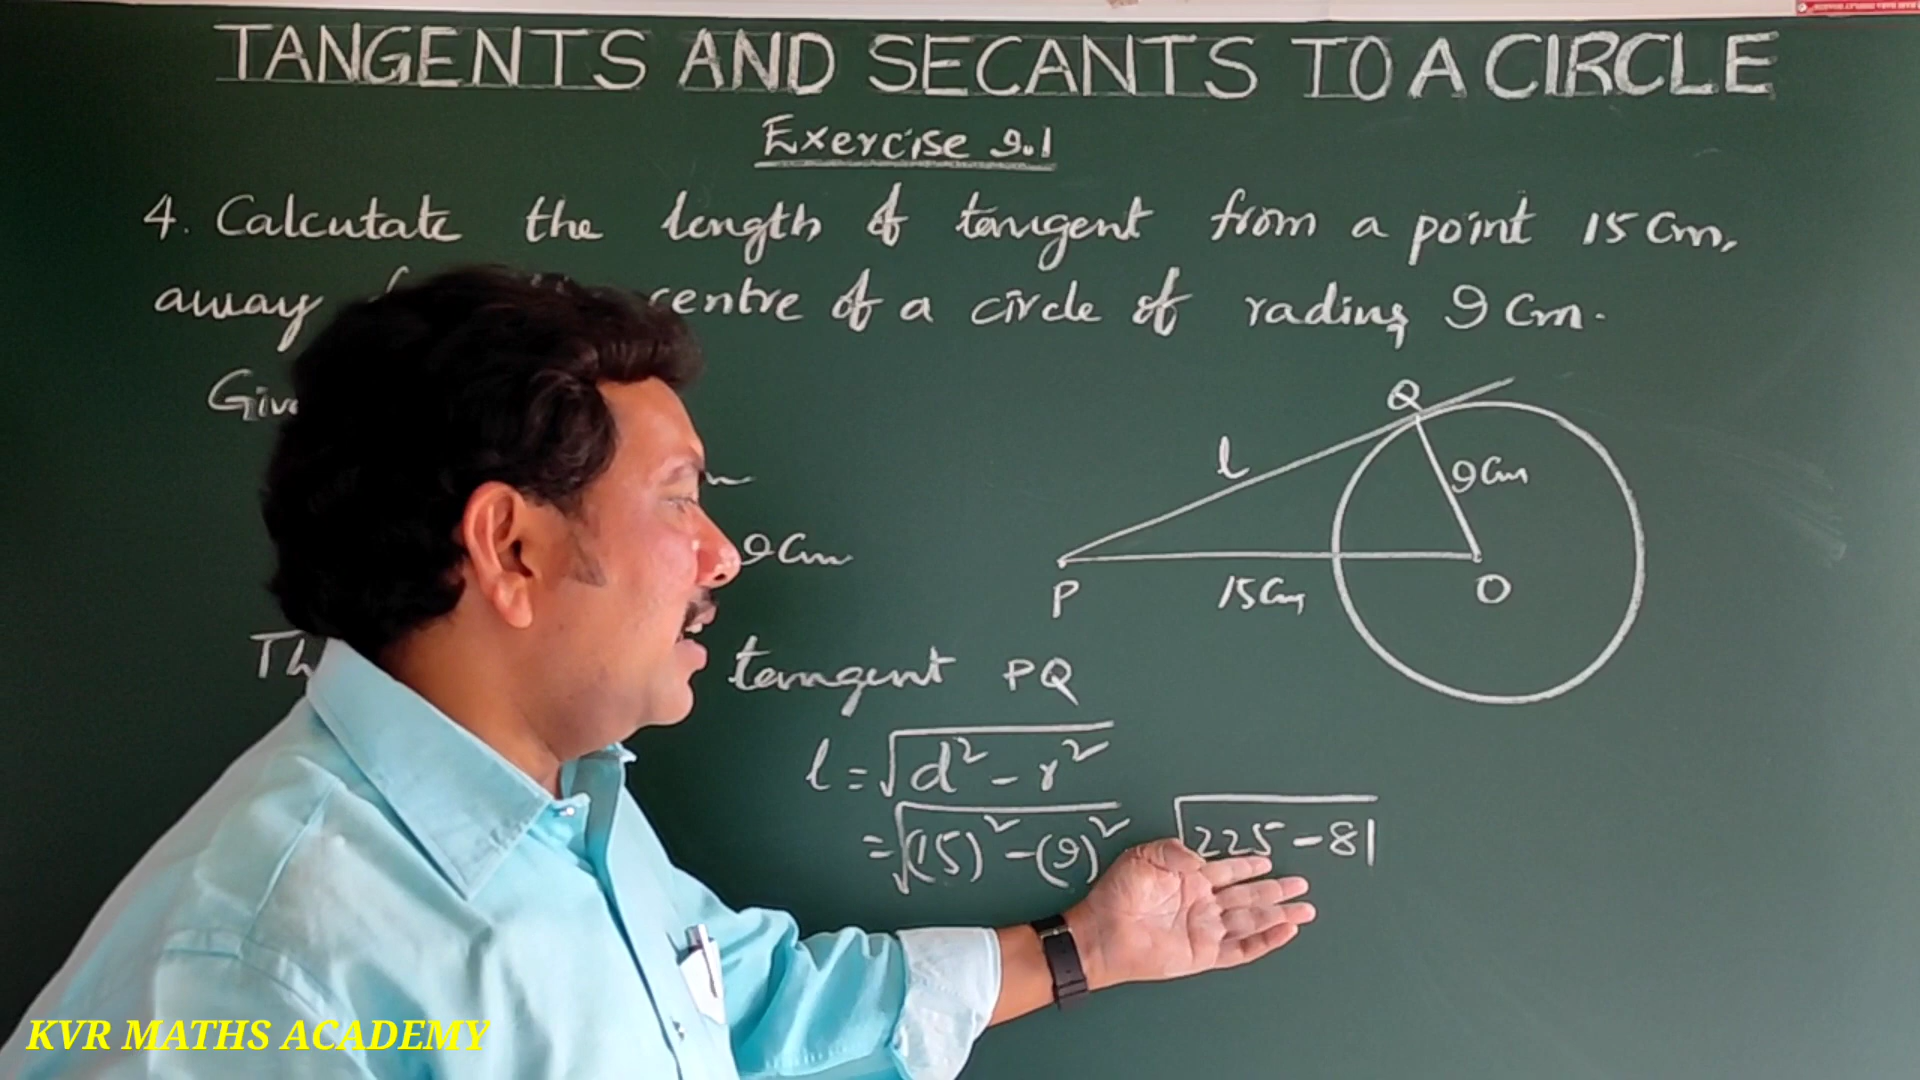 TANGENTS AND SECANTS TO A CIRCLE
Exercise 9.1
4. Calcutate the length of tangent from a point 15 Cm,
away centre of a circle of radius 9 Cm.
Q
l
9Cm
9Cm
P
15Cm
O
tangent PQ
l = √d² - r²
= √(15)² - (9)² √225 - 81
KVR MATHS ACADEMY